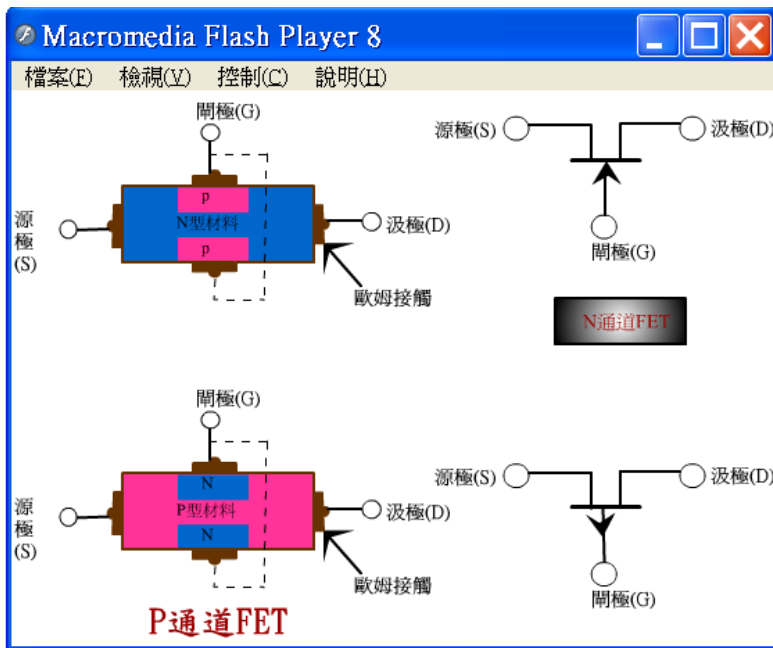 Macromedia Flash Player 8
檔案(F) 檢視(V) 控制(C) 說明(H)
閘極(G)
源極(S)
汲極(D)
p
N型材料
p
源
極
(S)
汲極(D)
歐姆接觸
閘極(G)
N通道FET
閘極(G)
源極(S)
汲極(D)
N
P型材料
N
源
極
(S)
汲極(D)
歐姆接觸
閘極(G)
P通道FET